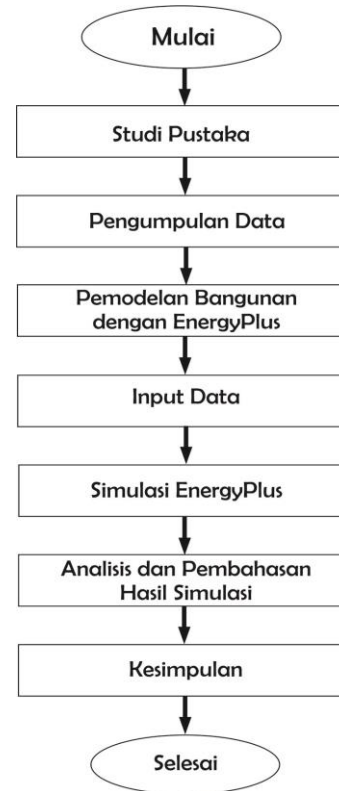 Mulai
Studi Pustaka
Pengumpulan Data
Pemodelan Bangunan
dengan EnergyPlus
Input Data
Simulasi EnergyPlus
Analisis dan Pembahasan
Hasil Simulasi
Kesimpulan
Selesai